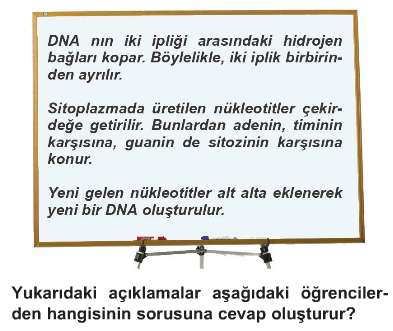 DNA nın iki ipliği arasındaki hidrojen
bağları kopar. Böylelikle, iki iplik birbirin-
den ayrılır.
Sitoplazmada üretilen nükleotitler çekir-
değe getirilir. Bunlardan adenin, timinin
karşısına, guanin de sitozinin karşısına
konur.
Yeni gelen nükleotitler alt alta eklenerek
yeni bir DNA oluşturulur.
Yukarıdaki açıklamalar aşağıdaki öğrenciler-
den hangisinin sorusuna cevap oluşturur?